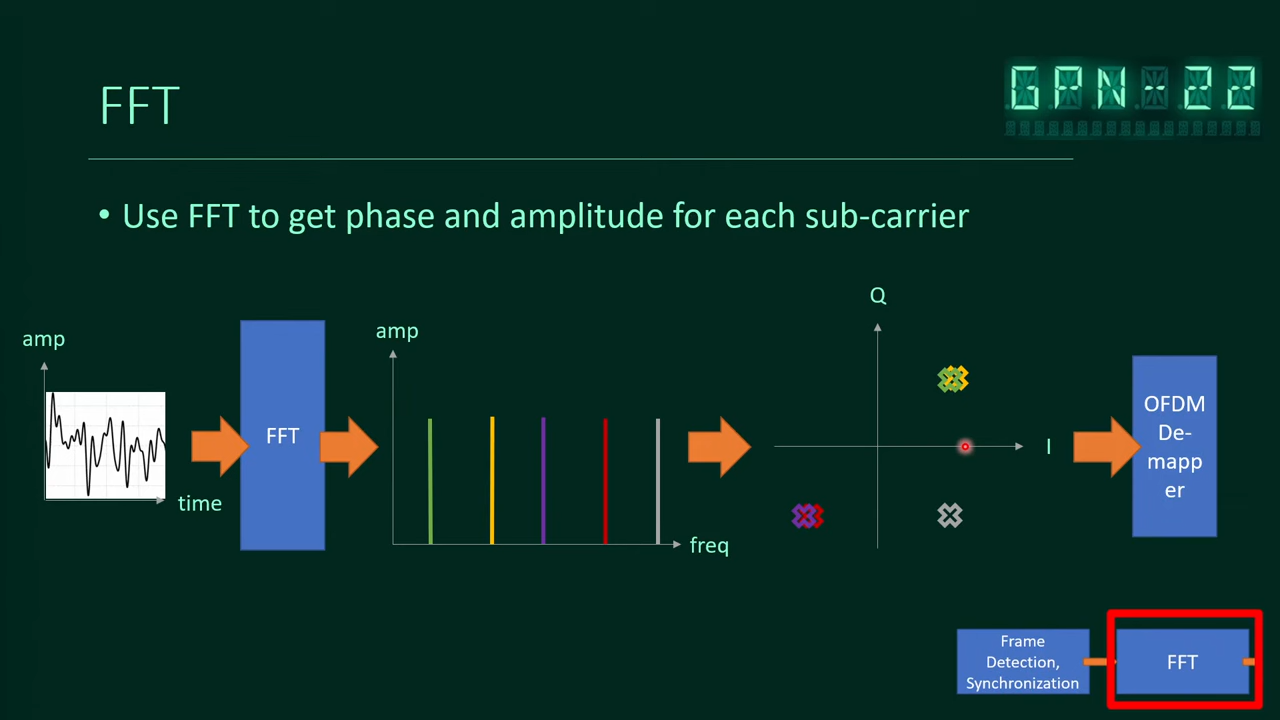 GPN-22
FFT
• Use FFT to get phase and amplitude for each sub-carrier
amp
time
FFT
amp
freq
Q
I
OFDM
De-
mapp
er
Frame
Detection,
Synchronization
FFT